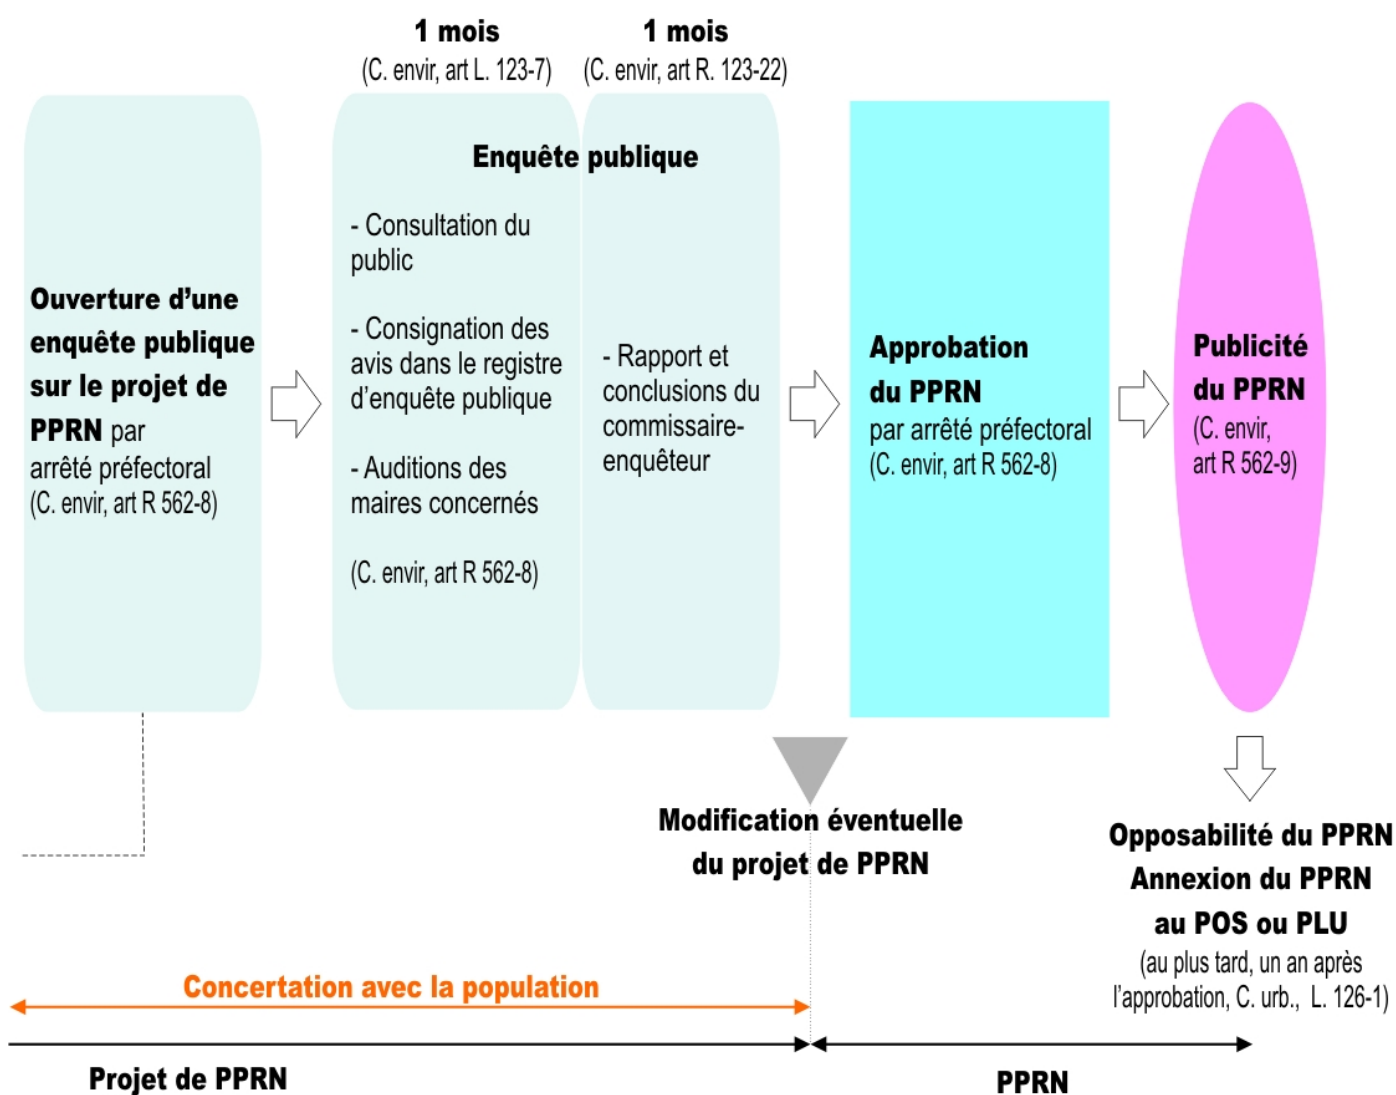 1 mois
(C. envir, art L. 123-7)
1 mois
(C. envir, art R. 123-22)
Ouverture d’une
enquête publique
sur le projet de
PPRN par
arrêté préfectoral
(C. envir, art R 562-8)
Enquête publique
- Consultation du
public
- Consignation des
avis dans le registre
d’enquête publique
- Auditions des
maires concernés
(C. envir, art R 562-8)
- Rapport et
conclusions du
commissaire-
enquêteur
Approbation
du PPRN
par arrêté préfectoral
(C. envir, art R 562-8)
Publicité
du PPRN
(C. envir,
art R 562-9)
Modification éventuelle
du projet de PPRN
Opposabilité du PPRN
Annexion du PPRN
au POS ou PLU
(au plus tard, un an après
l’approbation, C. urb., L. 126-1)
Concertation avec la population
Projet de PPRN
PPRN